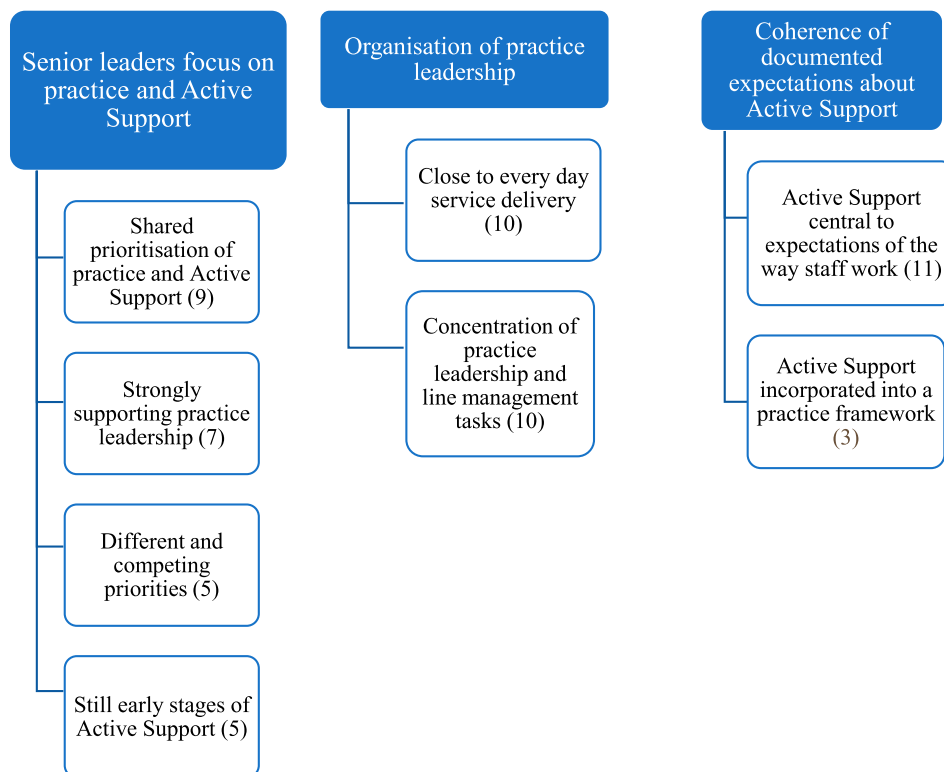 Senior leaders focus on
practice and Active
Support
Shared
prioritisation of
practice and Active
Support (9)
Strongly
supporting practice
leadership (7)
Different and
competing
priorities (5)
Still early stages of
Active Support (5)
Organisation of practice
leadership
Close to every day
service delivery
(10)
Concentration of
practice
leadership and
line management
tasks (10)
Coherence of
documented
expectations about
Active Support
Active Support
central to
expectations of the
way staff work (11)
Active Support
incorporated into a
practice framework
(3)